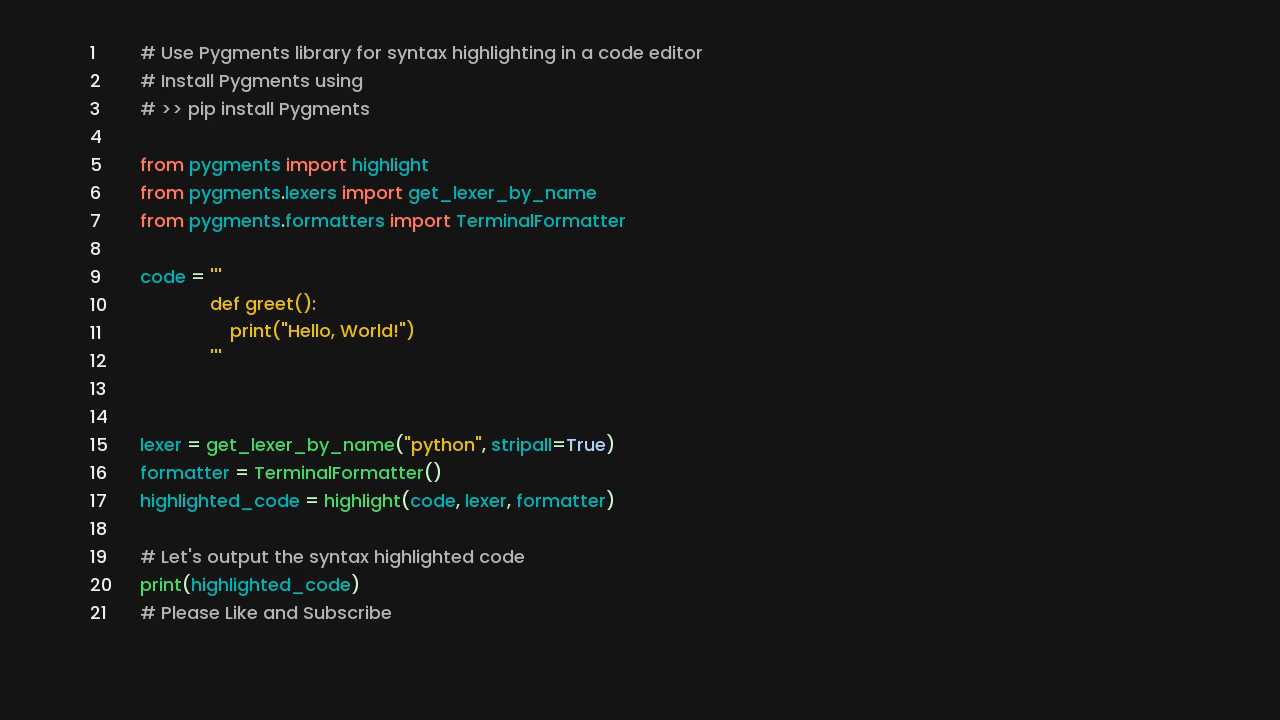 1 # Use Pygments library for syntax highlighting in a code editor
2 # Install Pygments using
3 # >> pip install Pygments
4
5 from pygments import highlight
6 from pygments.lexers import get_lexer_by_name
7 from pygments.formatters import TerminalFormatter
8
9 code = '''
10 def greet():
11 print("Hello, World!")
12 '''
13
14
15 lexer = get_lexer_by_name("python", stripall=True)
16 formatter = TerminalFormatter()
17 highlighted_code = highlight(code, lexer, formatter)
18
19 # Let's output the syntax highlighted code
20 print(highlighted_code)
21 # Please Like and Subscribe